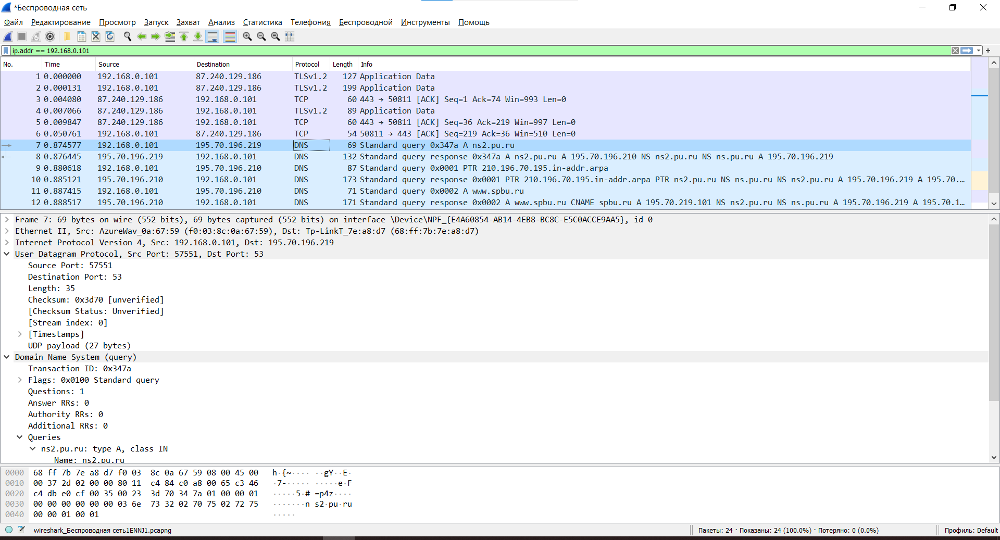 *Беспроводная сеть
Файл Редактирование Просмотр Запуск Захват Анализ Статистика Телефония Беспроводной Инструменты Помощь
ip.addr == 192.168.0.101
No. Time Source Destination Protocol Length Info
1 0.000000 192.168.0.101 87.240.129.186 TLSv1.2 127 Application Data
2 0.000131 192.168.0.101 87.240.129.186 TLSv1.2 199 Application Data
3 0.004080 87.240.129.186 192.168.0.101 TCP 60 443 → 50811 [ACK] Seq=1 Ack=74 Win=993 Len=0
4 0.007066 87.240.129.186 192.168.0.101 TLSv1.2 89 Application Data
5 0.009847 87.240.129.186 192.168.0.101 TCP 60 443 → 50811 [ACK] Seq=36 Ack=219 Win=997 Len=0
6 0.050761 192.168.0.101 87.240.129.186 TCP 54 50811 → 443 [ACK] Seq=219 Ack=36 Win=510 Len=0
7 0.874577 192.168.0.101 195.70.196.219 DNS 69 Standard query 0x347a A ns2.pu.ru
8 0.876445 195.70.196.219 192.168.0.101 DNS 132 Standard query response 0x347a A ns2.pu.ru A 195.70.196.210 NS ns2.pu.ru NS ns.pu.ru A 195.70.196.219
9 0.880618 192.168.0.101 195.70.196.210 DNS 87 Standard query 0x0001 PTR 210.196.70.195.in-addr.arpa
10 0.885121 195.70.196.210 192.168.0.101 DNS 173 Standard query response 0x0001 PTR 210.196.70.195.in-addr.arpa PTR ns2.pu.ru NS ns.pu.ru NS ns2.pu.ru A 195.70.196.219 A 195.70.…
11 0.887415 192.168.0.101 195.70.196.210 DNS 71 Standard query 0x0002 A www.spbu.ru
12 0.888517 195.70.196.210 192.168.0.101 DNS 171 Standard query response 0x0002 A www.spbu.ru CNAME spbu.ru A 195.70.219.101 NS ns2.pu.ru NS ns.pu.ru A 195.70.196.219 A 195.70.1…
Frame 7: 69 bytes on wire (552 bits), 69 bytes captured (552 bits) on interface \Device\NPF_{E4A60854-AB14-4EB8-BC8C-E5C0ACCE9AA5}, id 0
Ethernet II, Src: AzureWav_0a:67:59 (f0:03:8c:0a:67:59), Dst: Tp-LinkT_7e:a8:d7 (68:ff:7b:7e:a8:d7)
Internet Protocol Version 4, Src: 192.168.0.101, Dst: 195.70.196.219
User Datagram Protocol, Src Port: 57551, Dst Port: 53
Source Port: 57551
Destination Port: 53
Length: 35
Checksum: 0x3d70 [unverified]
[Checksum Status: Unverified]
[Stream index: 0]
[Timestamps]
UDP payload (27 bytes)
Domain Name System (query)
Transaction ID: 0x347a
Flags: 0x0100 Standard query
Questions: 1
Answer RRs: 0
Authority RRs: 0
Additional RRs: 0
Queries
ns2.pu.ru: type A, class IN
Name: ns2.pu.ru
0000 68 ff 7b 7e a8 d7 f0 03 8c 0a 67 59 08 00 45 00 h·{~···· ··gY··E·
0010 00 37 2d 02 00 00 80 11 c4 84 c0 a8 00 65 c3 46 ·7-····· ·····e·F
0020 c4 db e0 cf 00 35 00 23 3d 70 34 7a 01 00 00 01 ·····5·# =p4z····
0030 00 00 00 00 00 00 03 6e 73 32 02 70 75 02 72 75 ·······n s2·pu·ru
0040 00 00 01 00 01 ·····
wireshark_Беспроводная сеть1ENNJ1.pcapng Пакеты: 24 · Показаны: 24 (100.0%) · Потеряно: 0 (0.0%) Профиль: Default